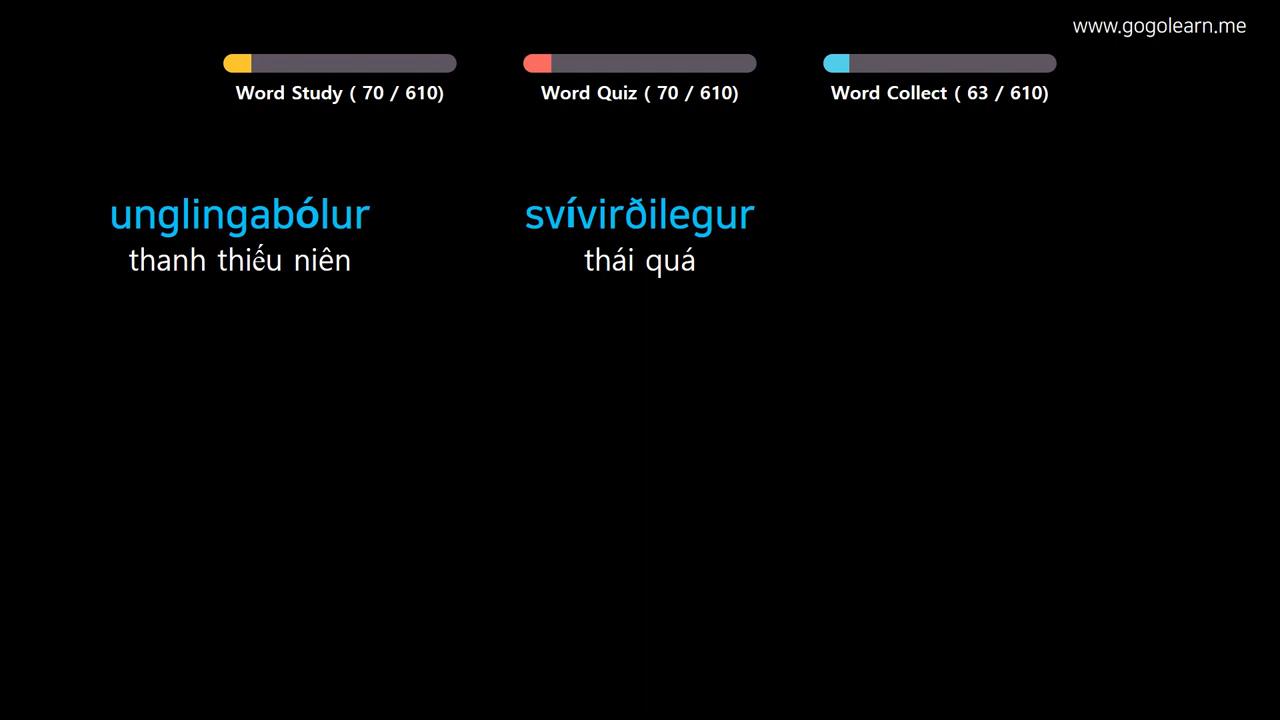 www.gogolearn.me
Word Study ( 70 / 610)
Word Quiz ( 70 / 610)
Word Collect ( 63 / 610)
unglingabólur
thanh thiếu niên
svívirðilegur
thái quá